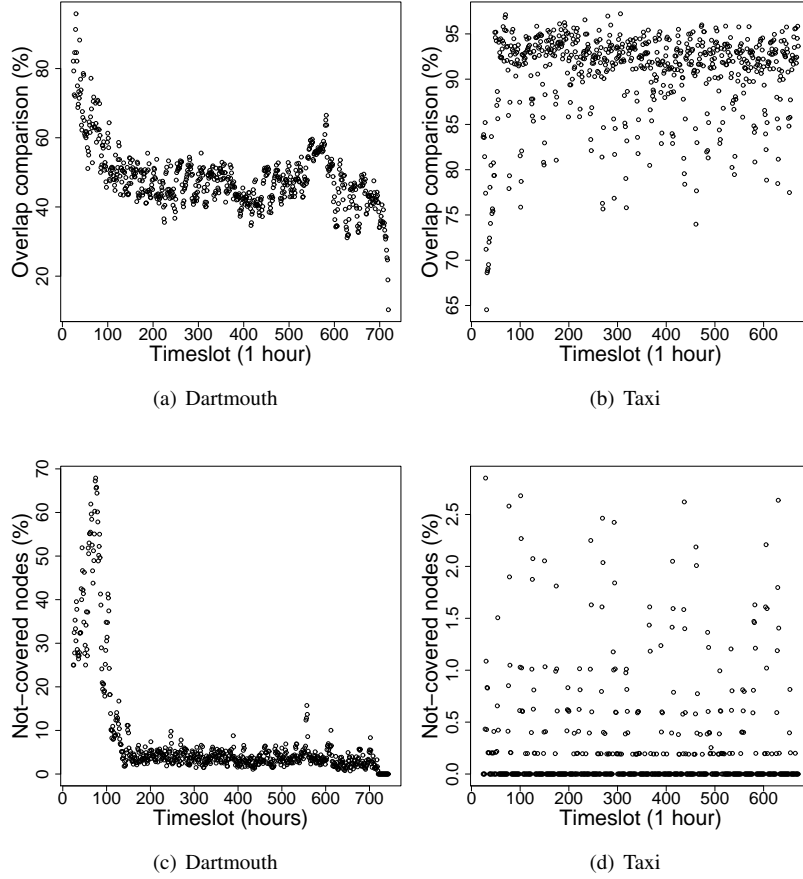 Overlap comparison (%)
80
60
40
20
0 100 200 300 400 500 600 700
Timeslot (1 hour)
(a) Dartmouth
Overlap comparison (%)
95
90
85
80
75
70
65
0 100 200 300 400 500 600
Timeslot (1 hour)
(b) Taxi
Not−covered nodes (%)
70
60
50
40
30
20
10
0
0 100 200 300 400 500 600 700
Timeslot (hours)
(c) Dartmouth
Not−covered nodes (%)
2.5
2.0
1.5
1.0
0.5
0.0
0 100 200 300 400 500 600
Timeslot (1 hour)
(d) Taxi